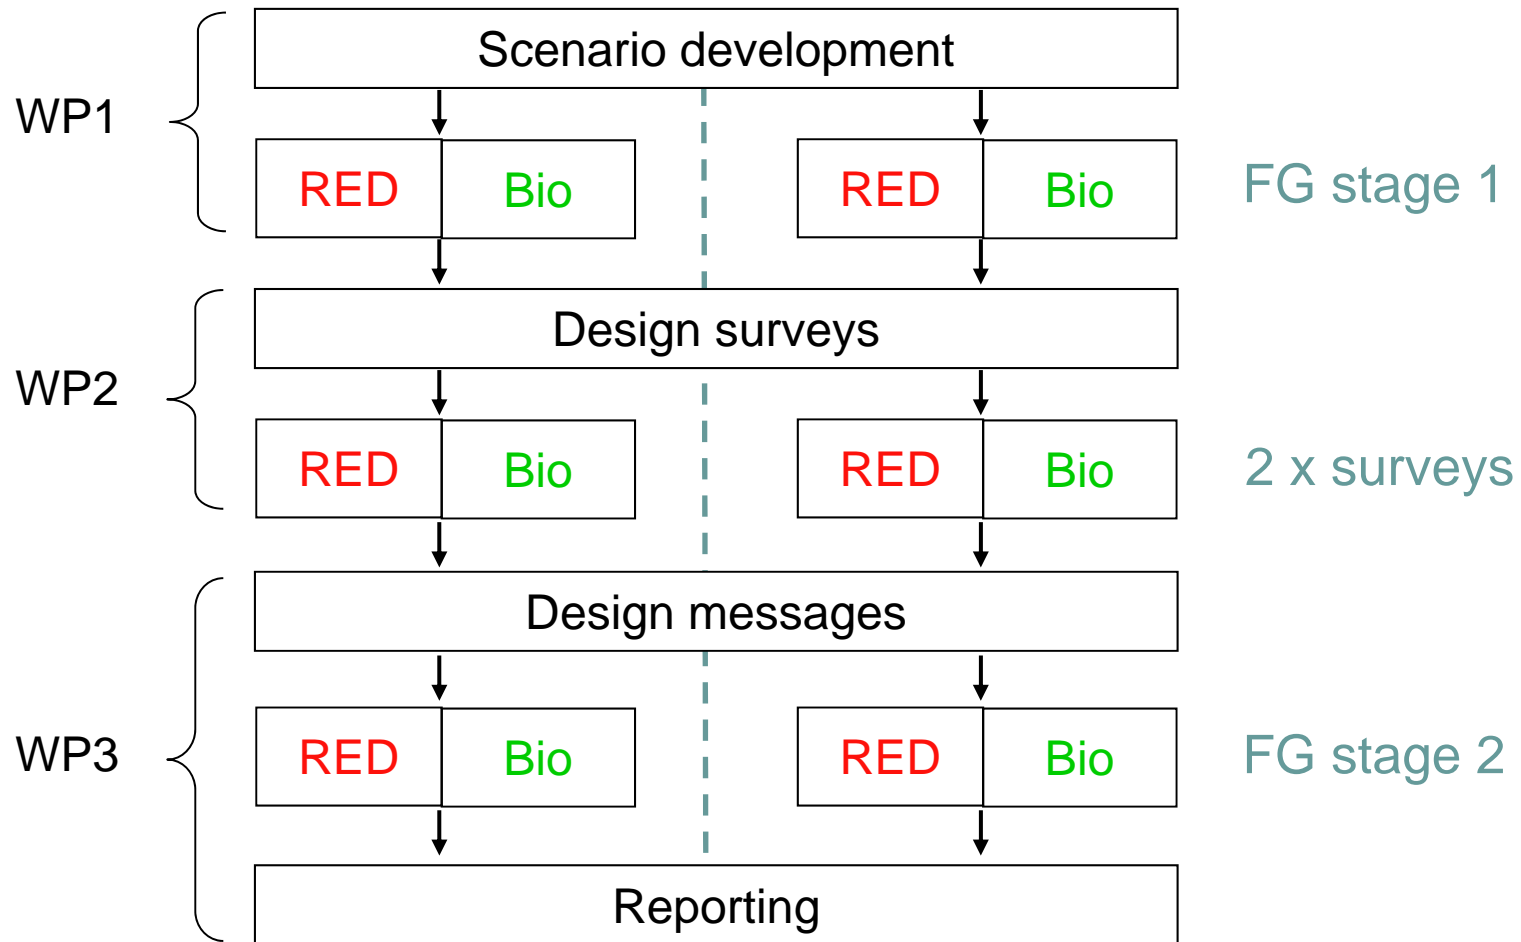 Scenario development
WP1
RED Bio RED Bio FG stage 1
Design surveys
WP2
RED Bio RED Bio 2 x surveys
Design messages
WP3
RED Bio RED Bio FG stage 2
Reporting